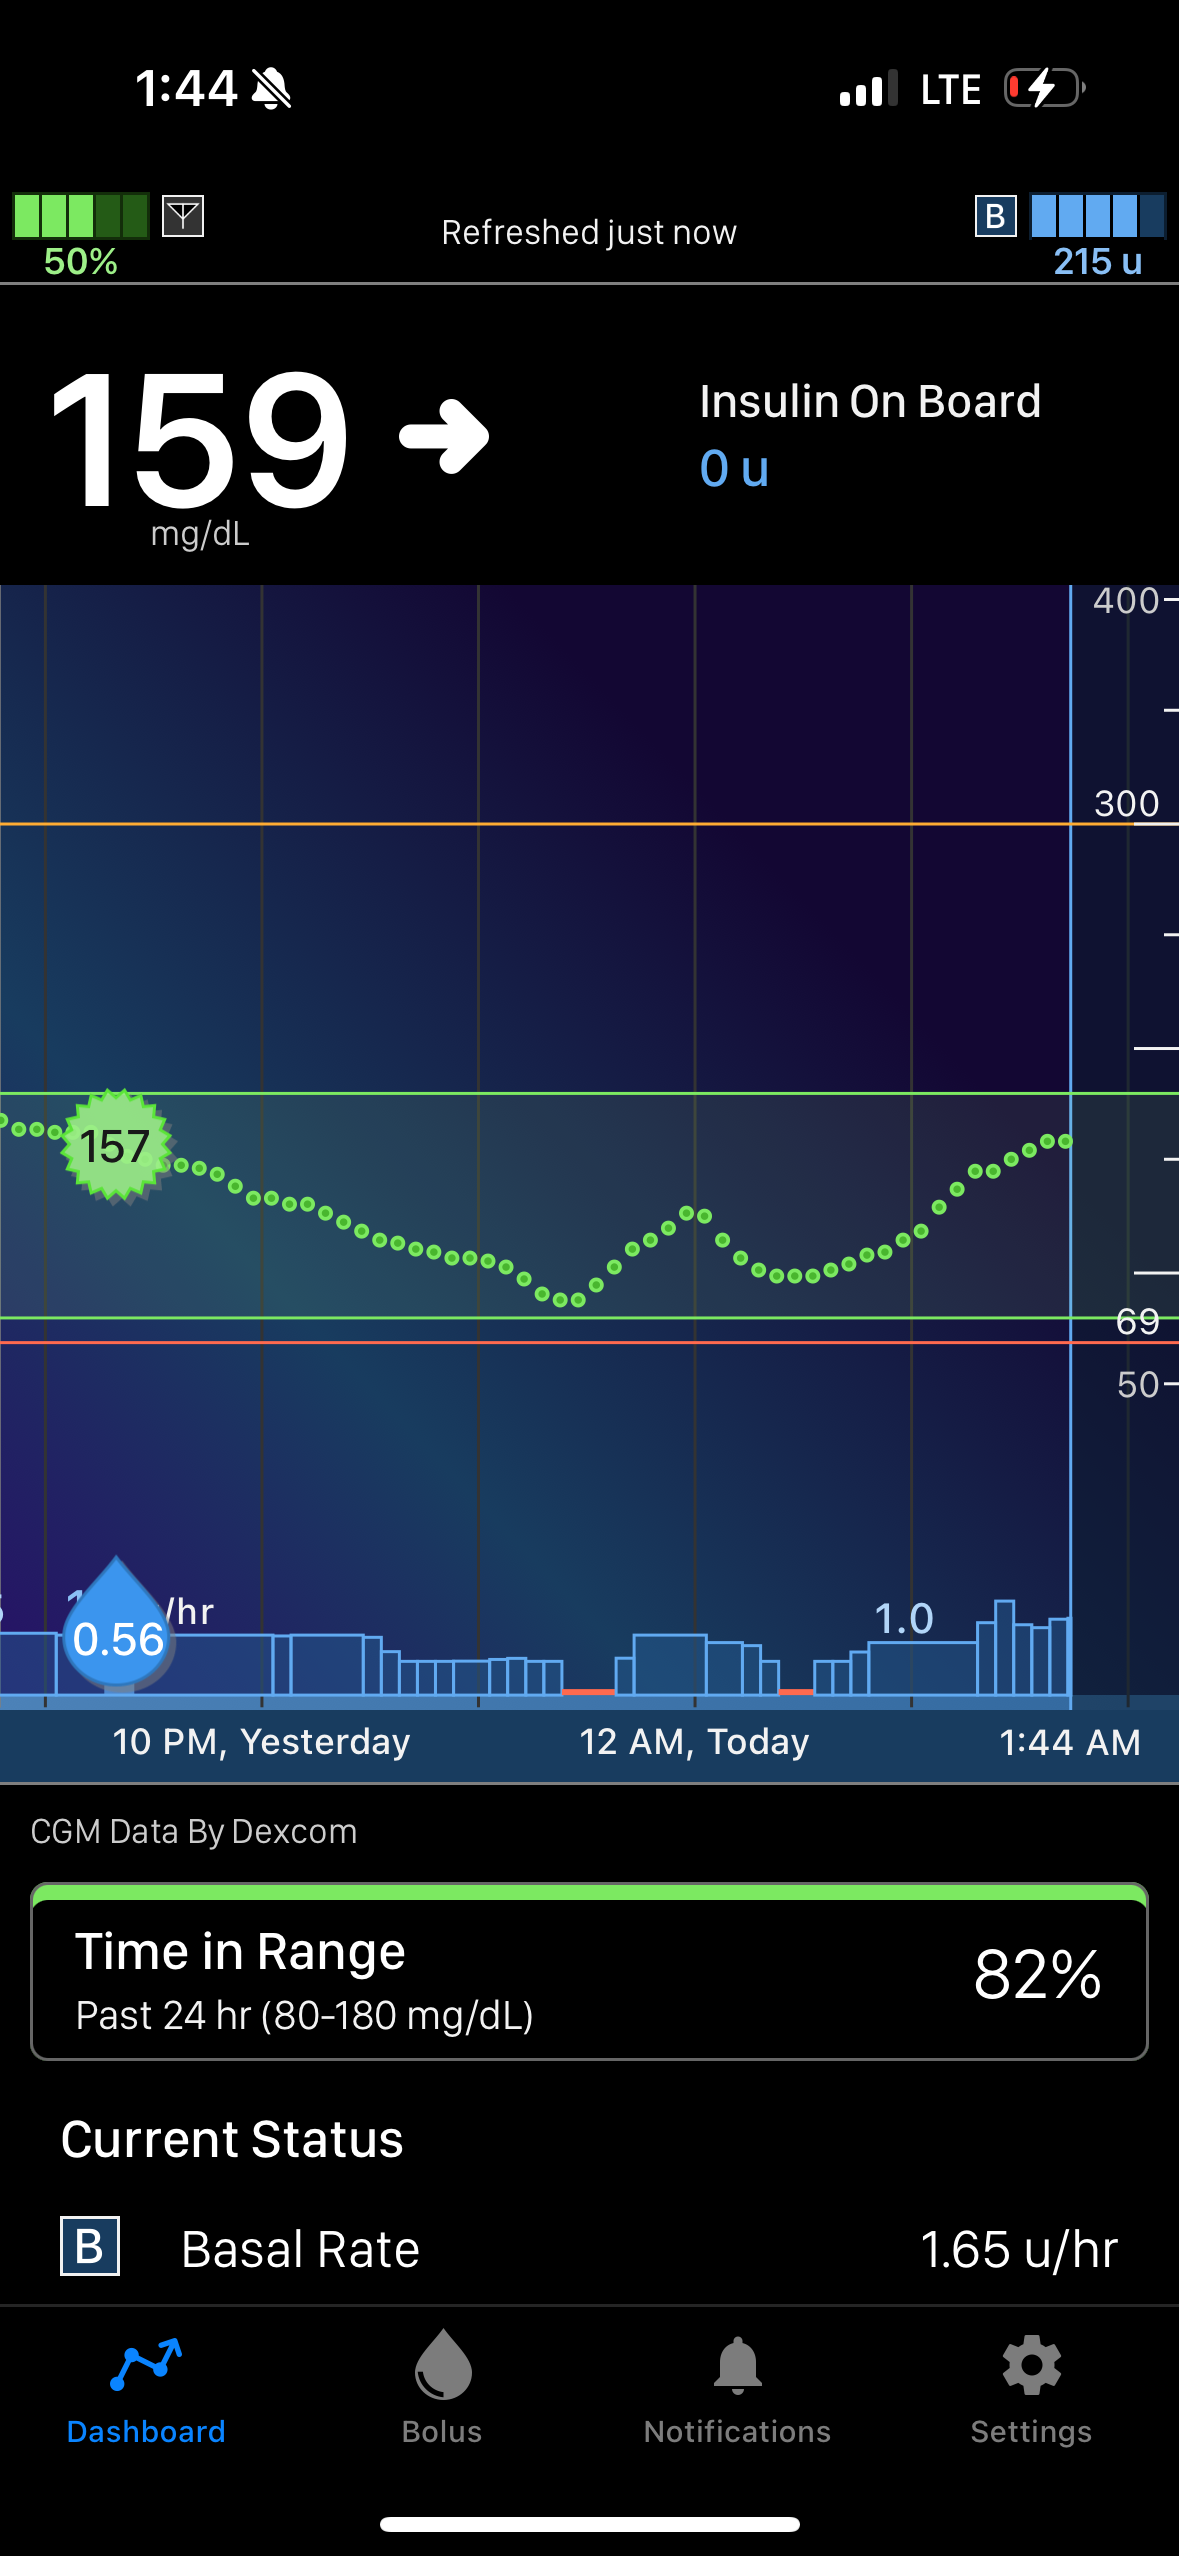 1:44
LTE
50%
Refreshed just now
B
215 u
159
mg/dL
Insulin On Board
0 u
400
300
157
69
50
/hr
0.56
1.0
10 PM, Yesterday
12 AM, Today
1:44 AM
CGM Data By Dexcom
Time in Range
Past 24 hr (80-180 mg/dL)
82%
Current Status
B
Basal Rate
1.65 u/hr
Dashboard
Bolus
Notifications
Settings